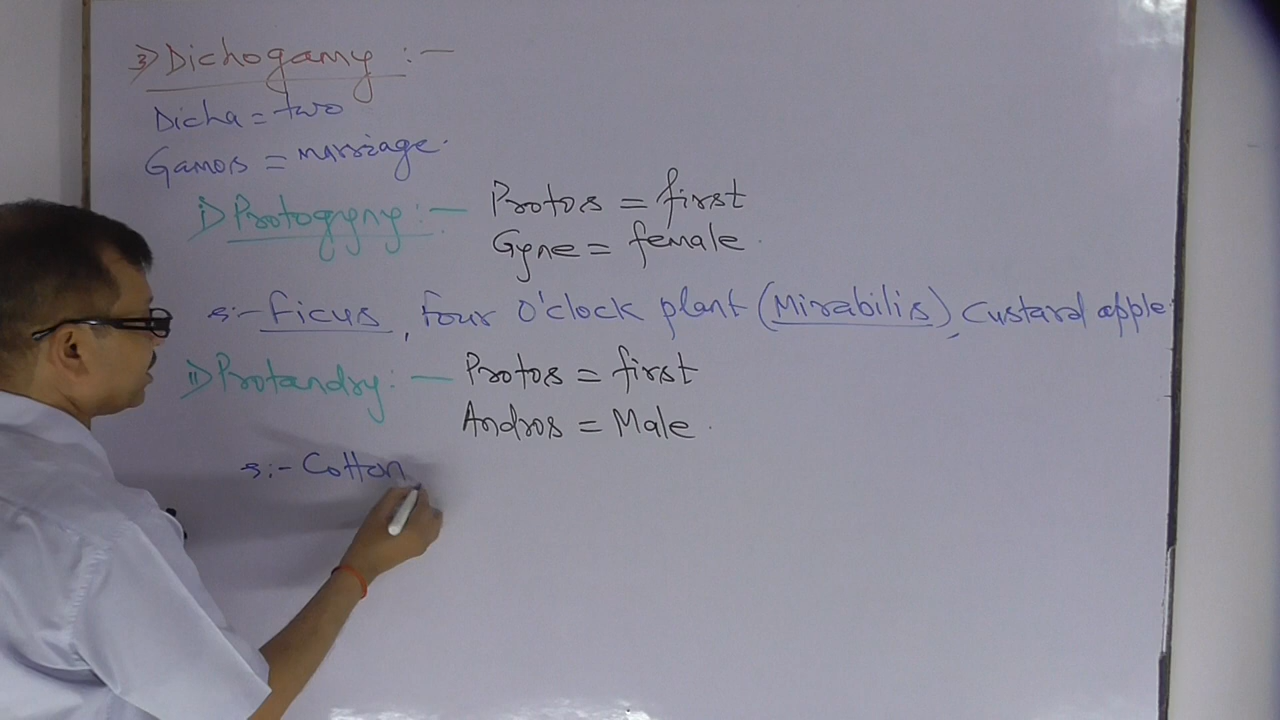 3) Dichogamy :-
Dicha = two
Gamos = marriage.
i) Protogyny :- Protos = first
Gyne = female.
s:- Ficus, Four O'clock plant (Mirabilis), Custard apple.
ii) Protandry :- Protos = first
Andros = Male.
s:- Cotton